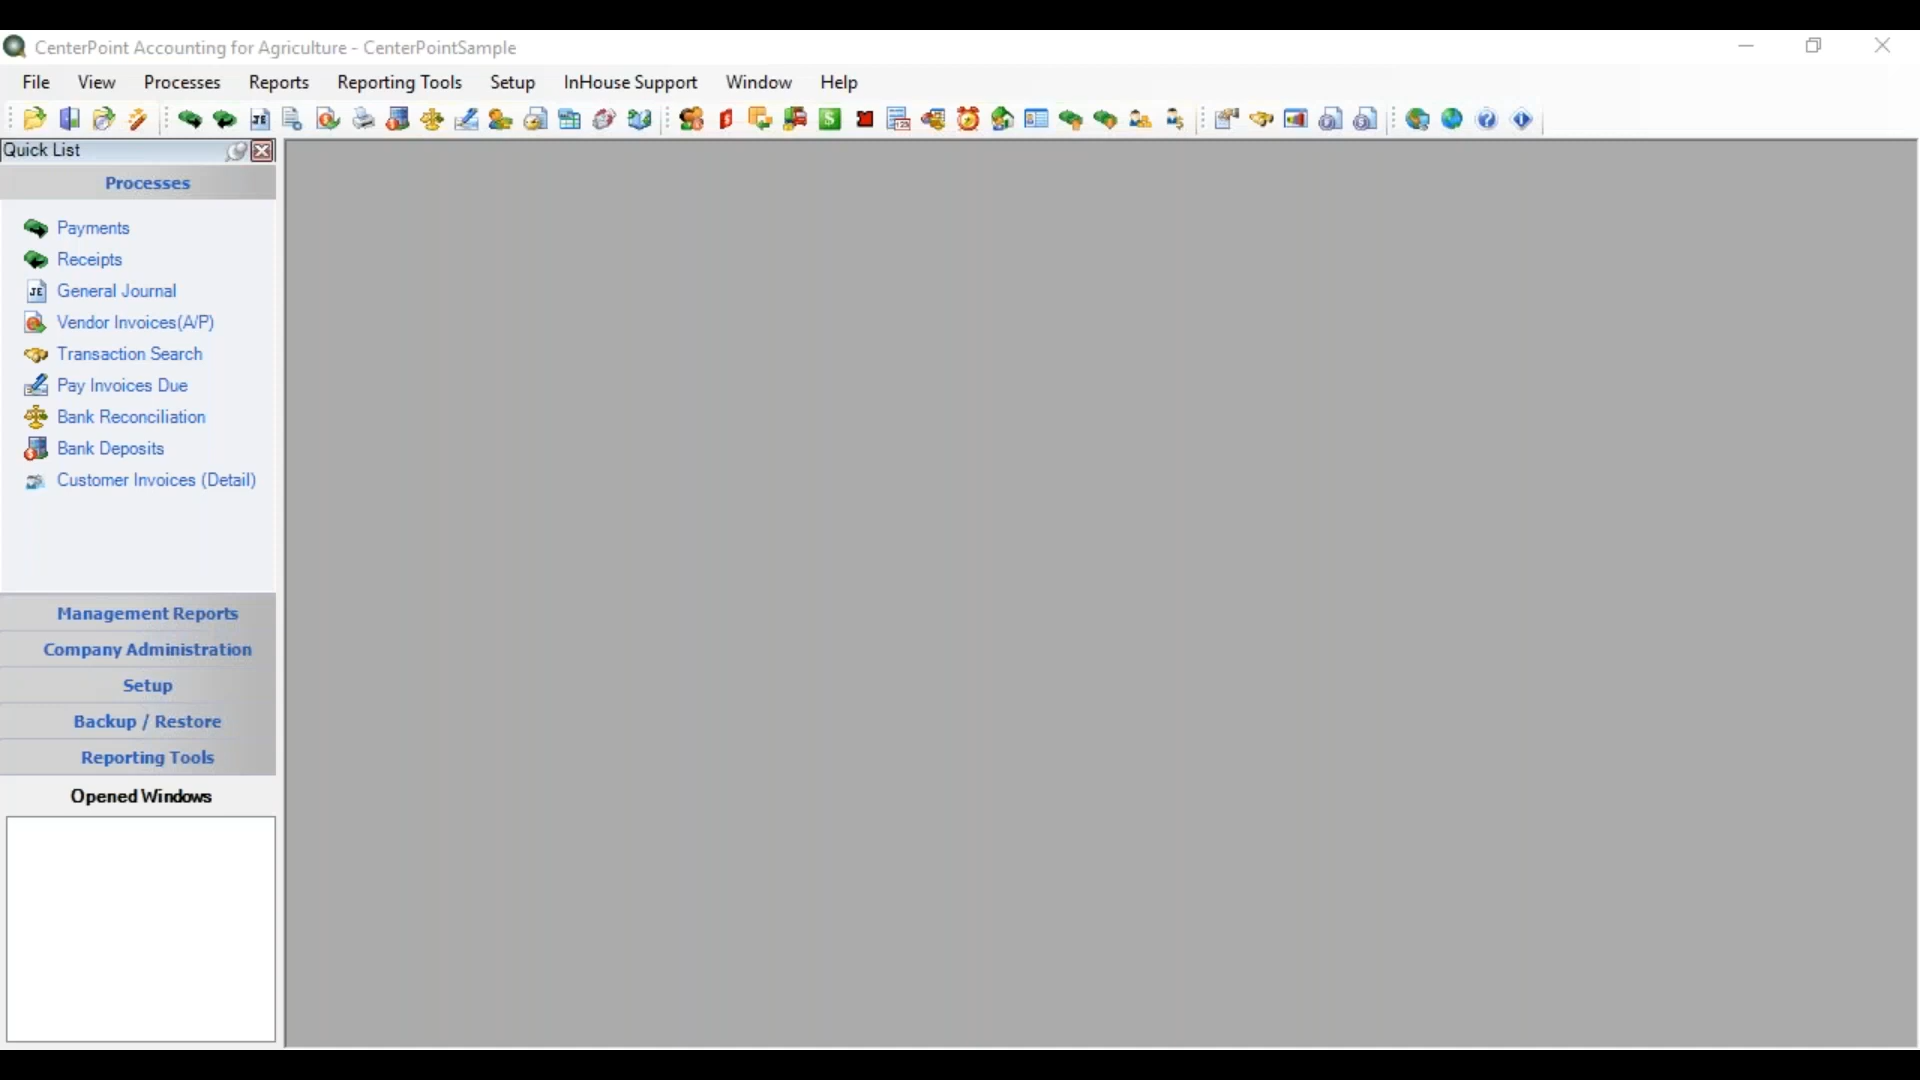 CenterPoint Accounting for Agriculture - CenterPointSample
File View Processes Reports Reporting Tools Setup InHouse Support Window Help
Quick List
Processes
Payments
Receipts
JE General Journal
Vendor Invoices(A/P)
Transaction Search
Pay Invoices Due
Bank Reconciliation
Bank Deposits
Customer Invoices (Detail)
Management Reports
Company Administration
Setup
Backup / Restore
Reporting Tools
Opened Windows